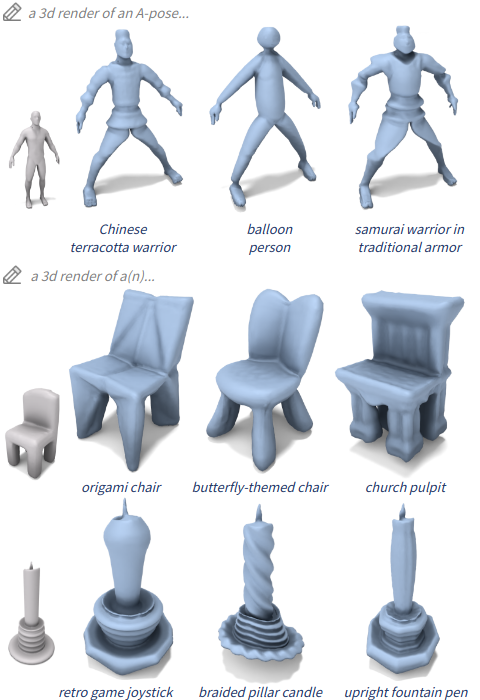 a 3d render of an A-pose...
Chinese
terracotta warrior
balloon
person
samurai warrior in
traditional armor
a 3d render of a(n)...
origami chair
butterfly-themed chair
church pulpit
retro game joystick
braided pillar candle
upright fountain pen